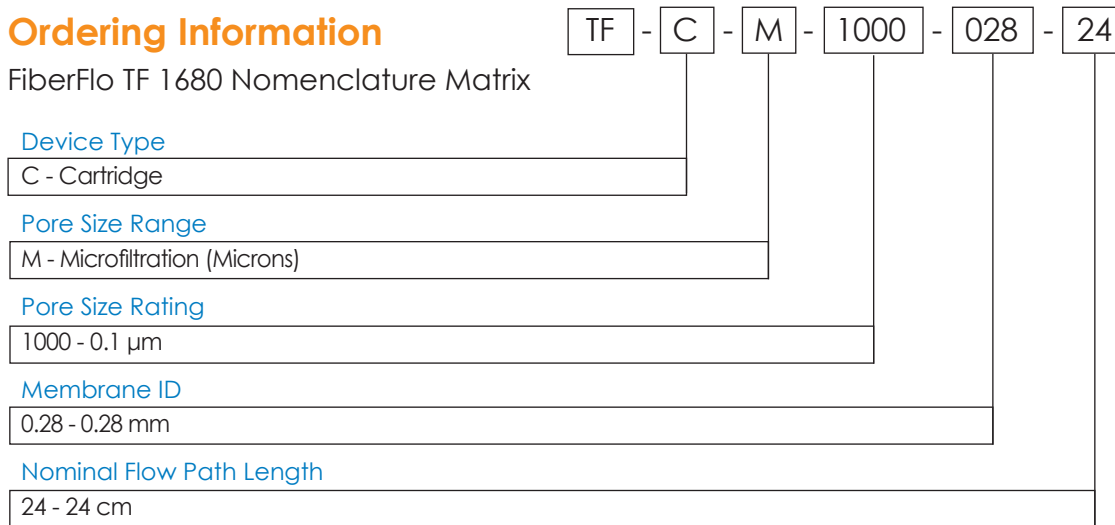 Ordering Information
TF - C - M - 1000 - 028 - 24
FiberFlo TF 1680 Nomenclature Matrix
Device Type
C - Cartridge
Pore Size Range
M - Microfiltration (Microns)
Pore Size Rating
1000 - 0.1 µm
Membrane ID
0.28 - 0.28 mm
Nominal Flow Path Length
24 - 24 cm